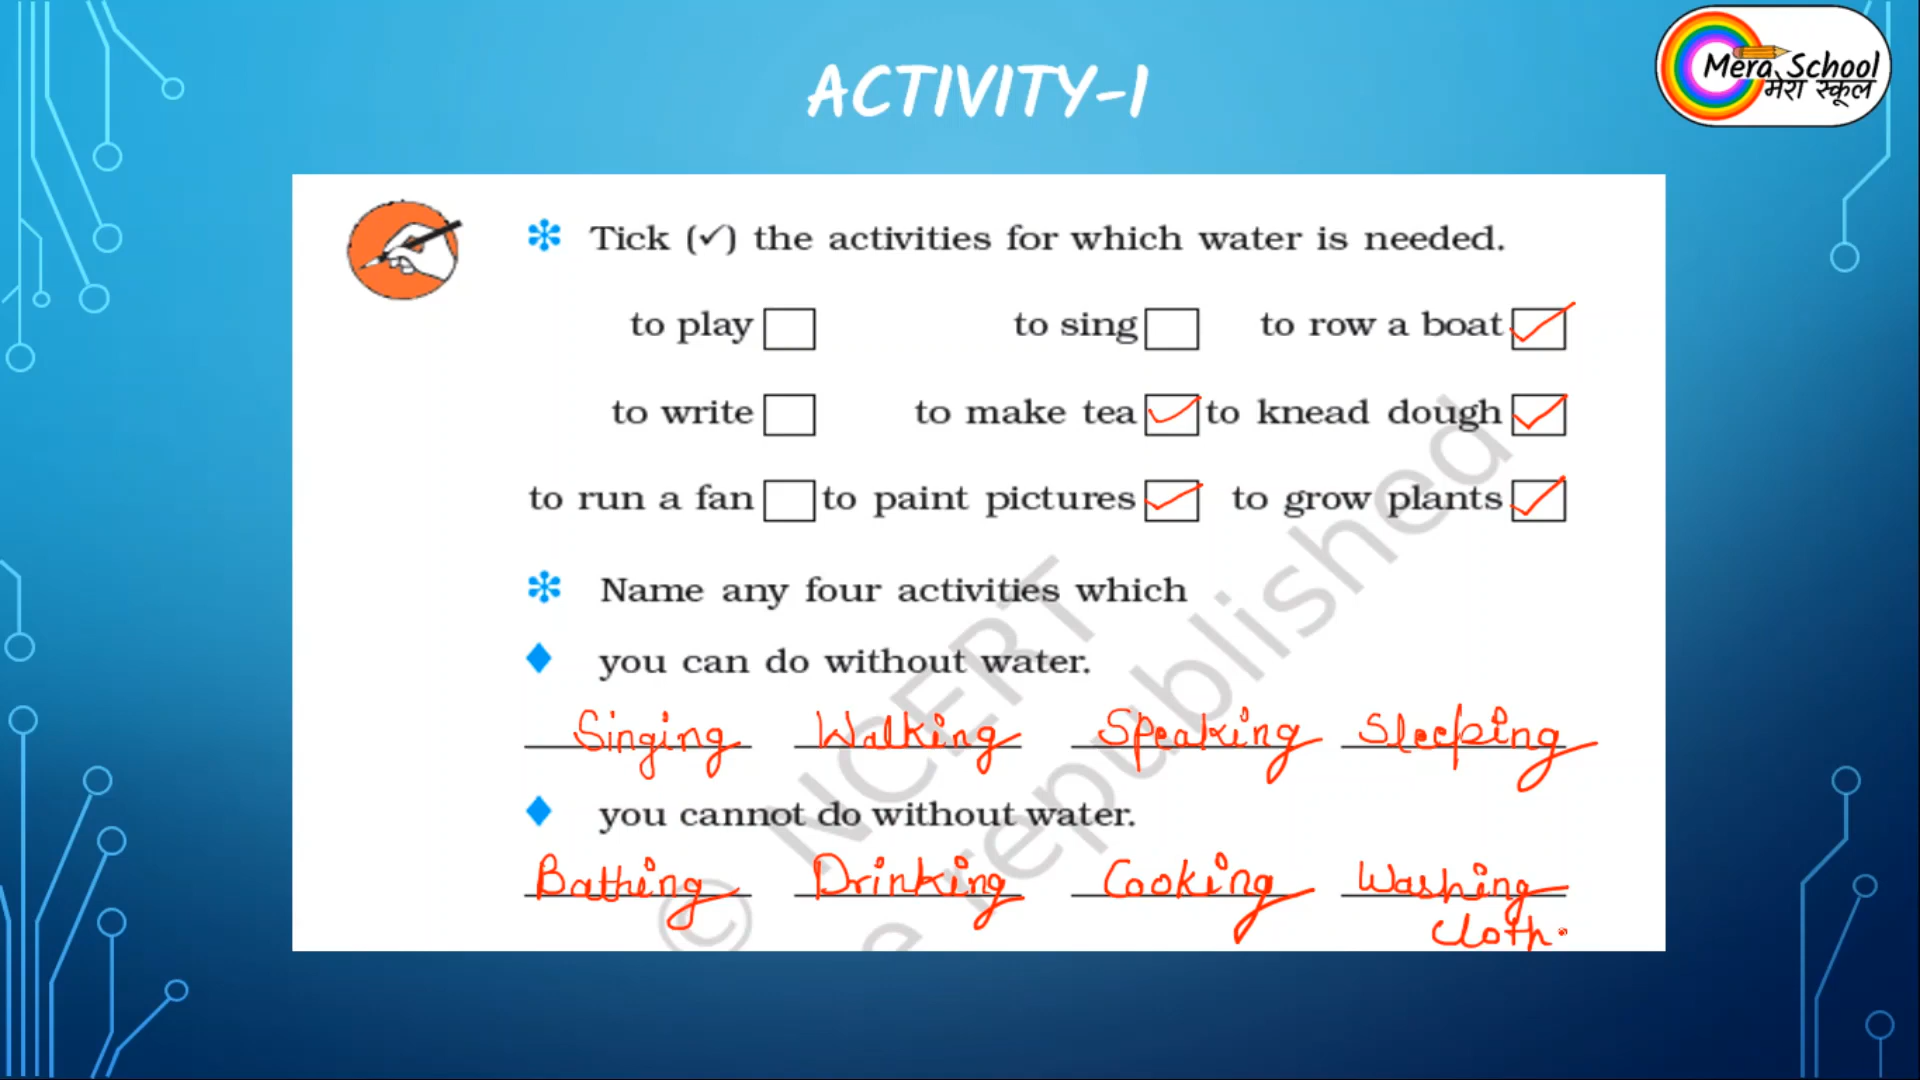 ACTIVITY-1
Mera School
मेरा स्कूल
Tick (✓) the activities for which water is needed.
to play to sing to row a boat ✓
to write to make tea ✓ to knead dough ✓
to run a fan to paint pictures ✓ to grow plants ✓
Name any four activities which
you can do without water.
Singing Walking Speaking Sleeping
you cannot do without water.
Bathing Drinking Cooking Washing
cloth
© NCERT
e republished